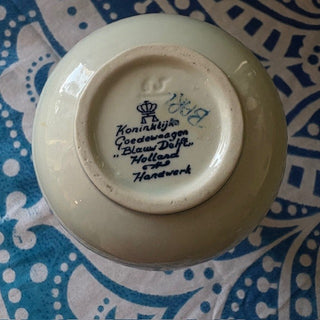 Koninklijke
Goedewaagen
"Blauw Delft"
Holland
Handwerk